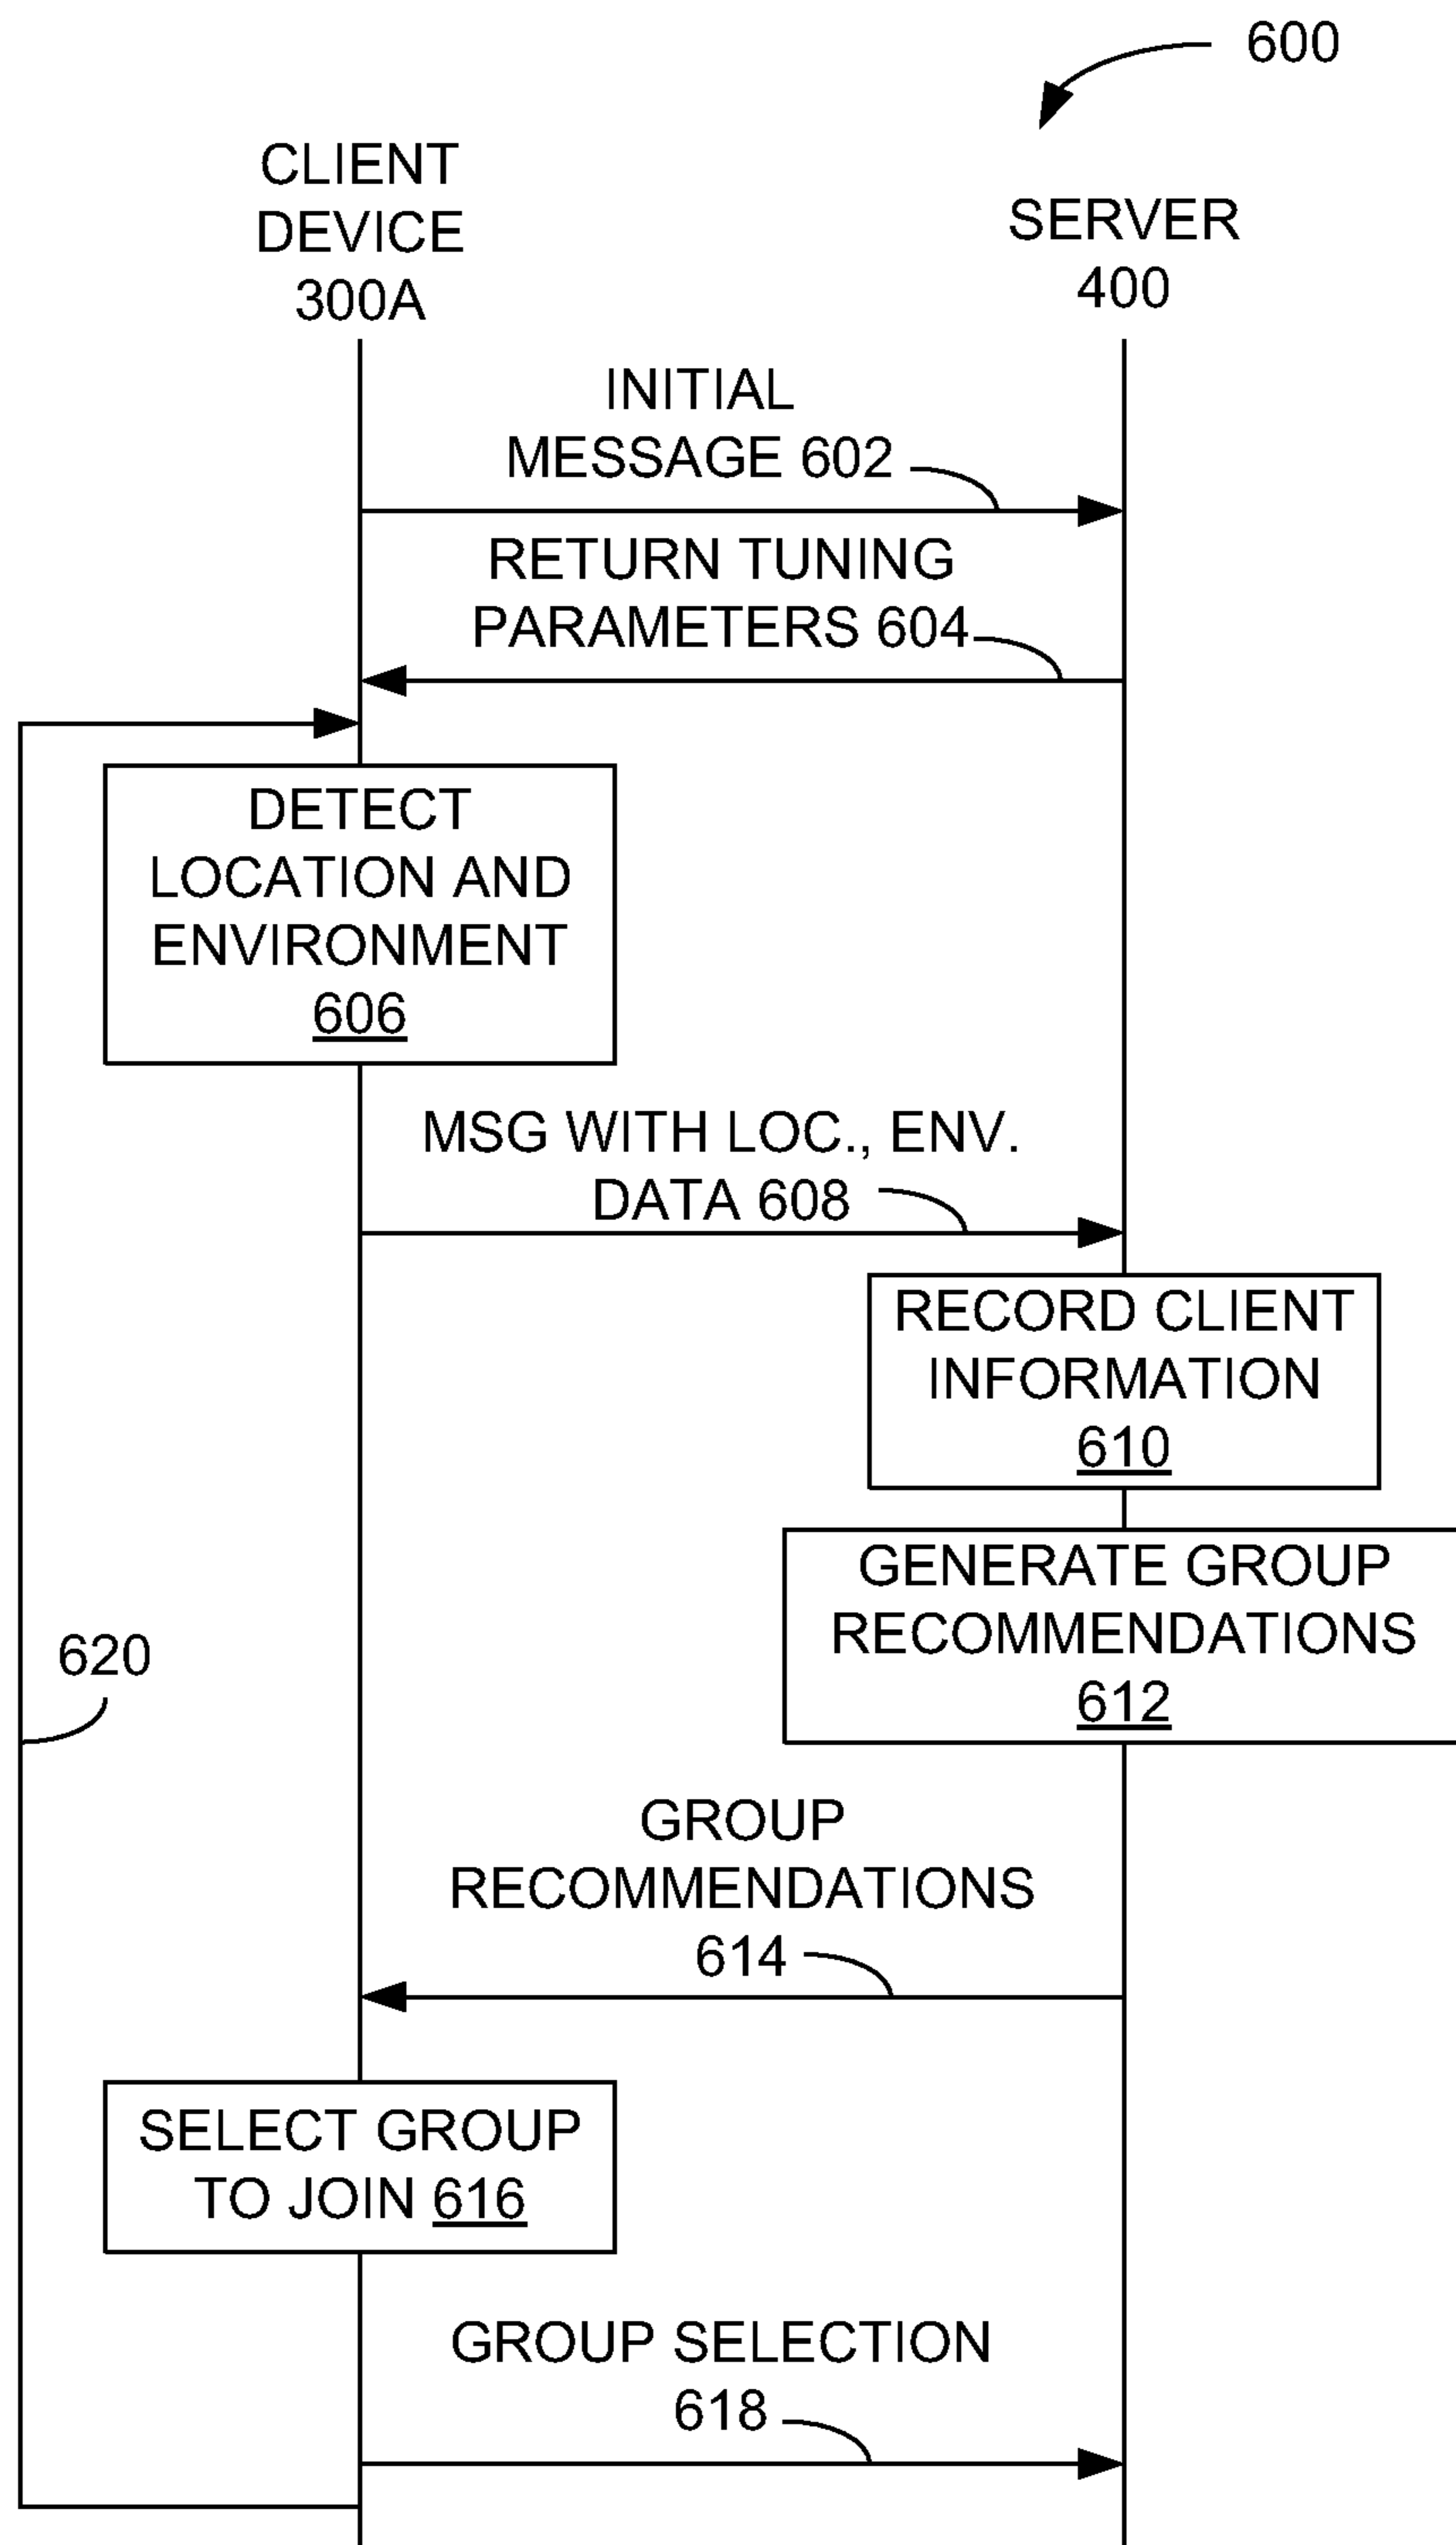 600
CLIENT
DEVICE
300A
SERVER
400
INITIAL
MESSAGE 602
RETURN TUNING
PARAMETERS 604
DETECT
LOCATION AND
ENVIRONMENT
606
MSG WITH LOC., ENV.
DATA 608
RECORD CLIENT
INFORMATION
610
GENERATE GROUP
RECOMMENDATIONS
612
620
GROUP
RECOMMENDATIONS
614
SELECT GROUP
TO JOIN 616
GROUP SELECTION
618